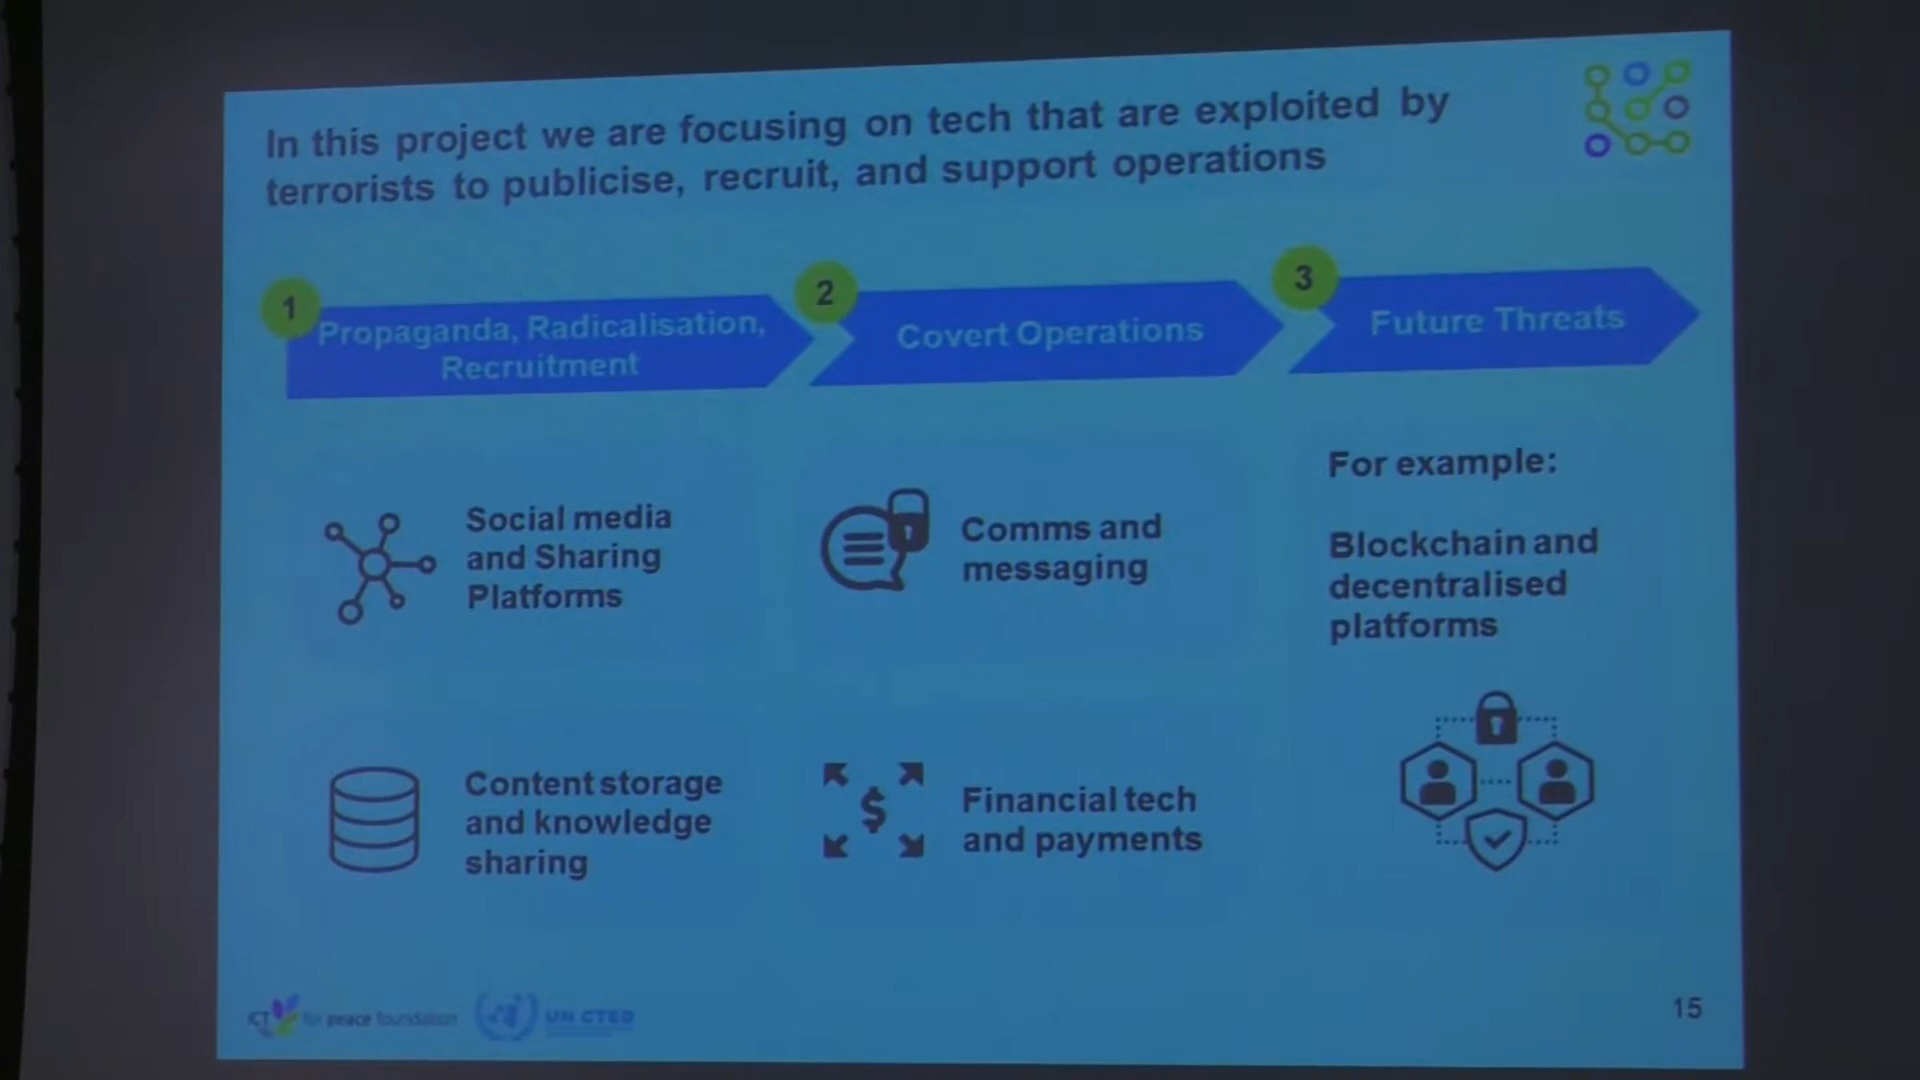 In this project we are focusing on tech that are exploited by
terrorists to publicise, recruit, and support operations
1
Propaganda, Radicalisation,
Recruitment
2
Covert Operations
3
Future Threats
Social media
and Sharing
Platforms
Comms and
messaging
For example:
Blockchain and
decentralised
platforms
Content storage
and knowledge
sharing
$
Financial tech
and payments
ICT for peace foundation
UN CTED
15